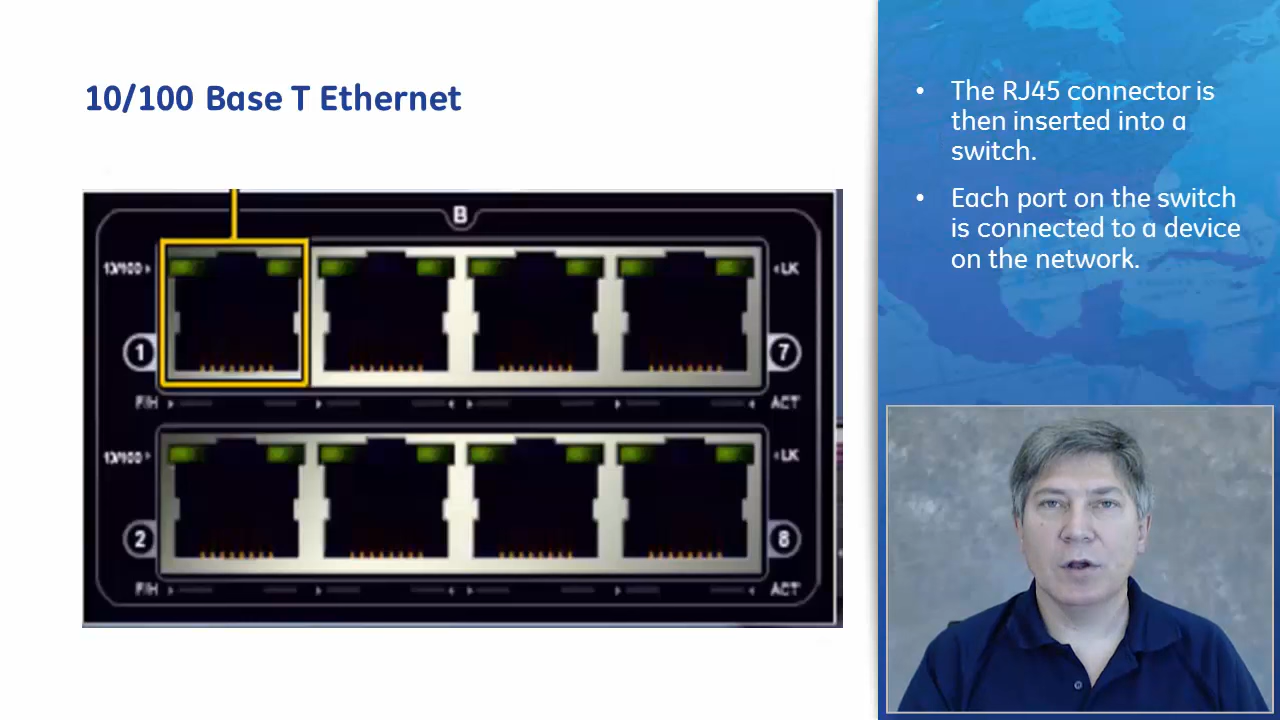 10/100 Base T Ethernet
B
10/100
LK
1
7
F/H
ACT
10/100
LK
2
8
F/H
ACT
• The RJ45 connector is
then inserted into a
switch.
• Each port on the switch
is connected to a device
on the network.